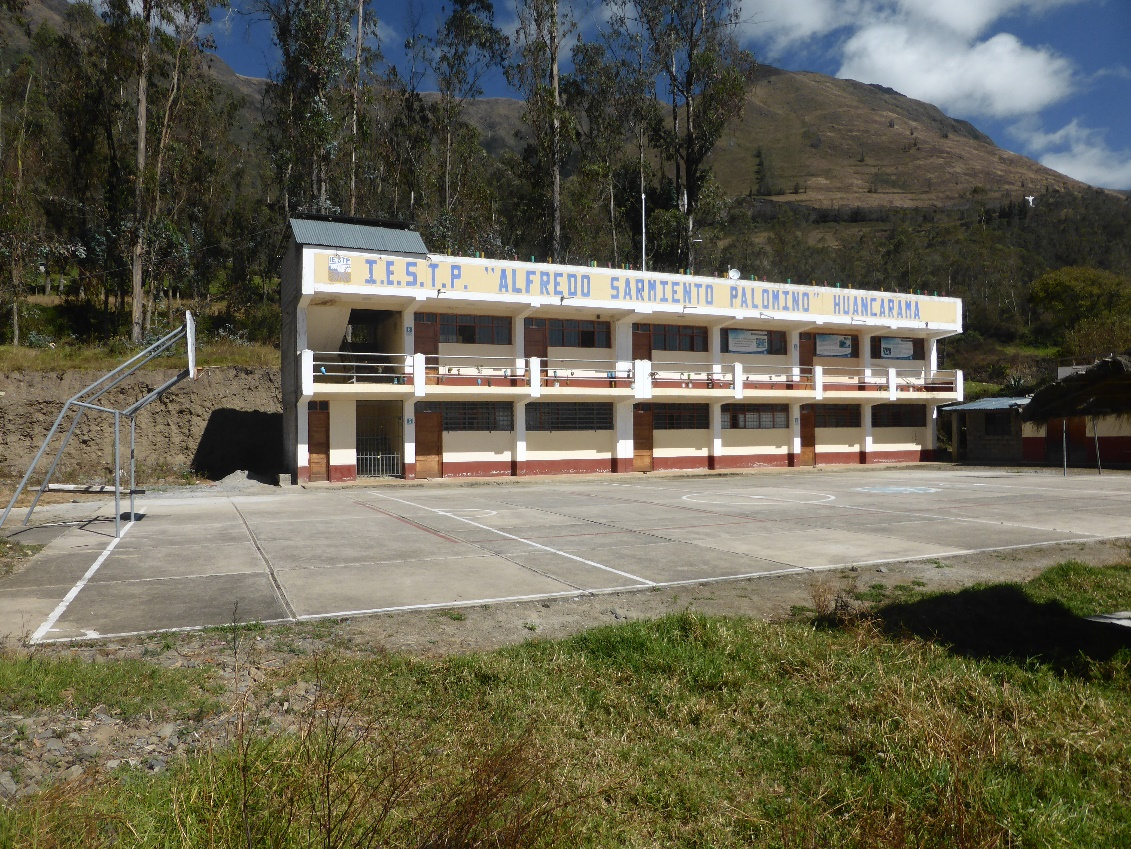 I.E.S.T.P. "ALFREDO SARMIENTO PALOMINO" HUANCARAMA
I.E.S.T.P